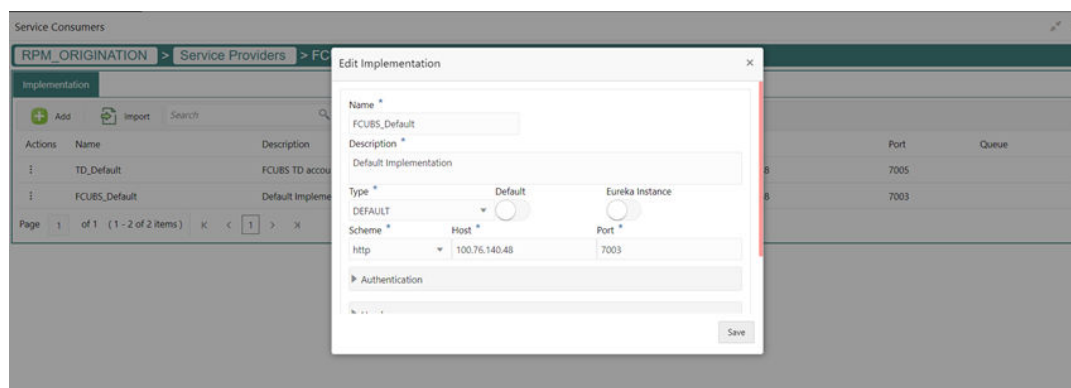 Service Consumers
RPM_ORIGINATION > Service Providers > FC
Implementation
Add Import Search
Actions Name Description Port Queue
TD_Default FCUBS TD accou 8 7005
FCUBS_Default Default Impleme 8 7003
Page 1 of 1 (1 - 2 of 2 items) 1
Edit Implementation
Name *
FCUBS_Default
Description *
Default Implementation
Type * Default Eureka Instance
DEFAULT
Scheme * Host * Port *
http 100.76.140.48 7003
Authentication
Save